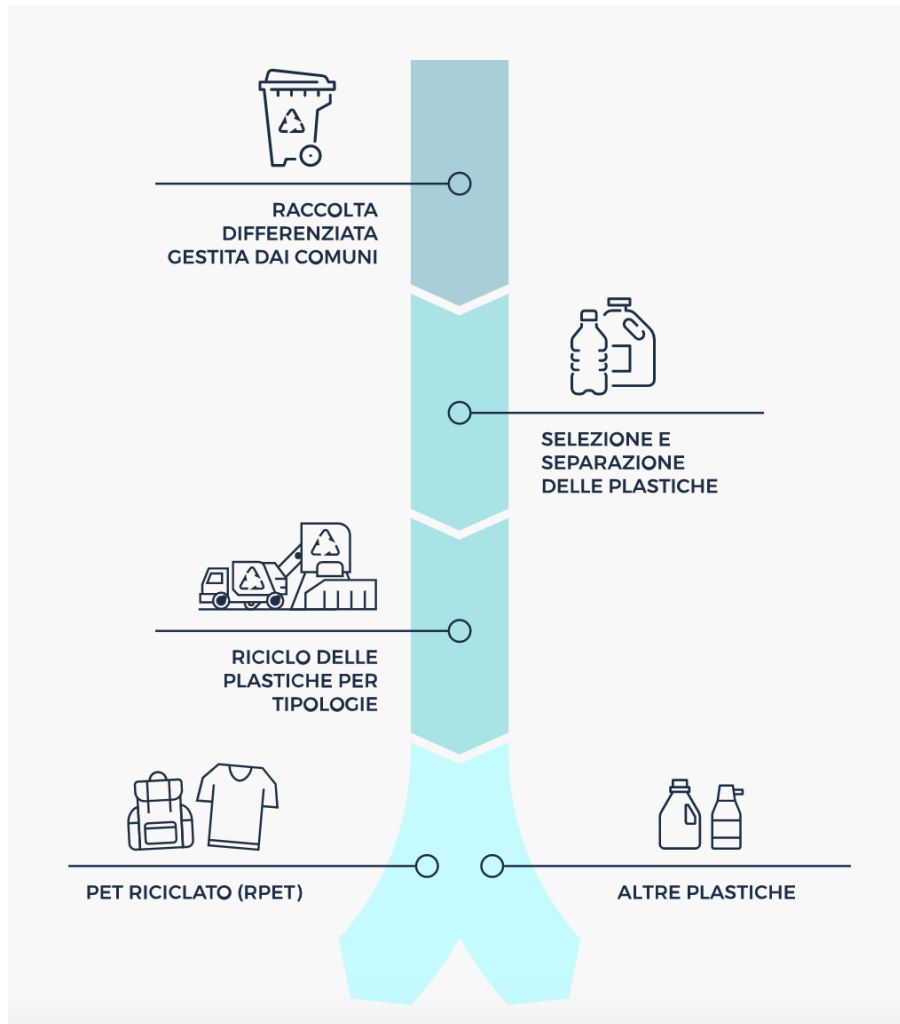 RACCOLTA
DIFFERENZIATA
GESTITA DAI COMUNI
SELEZIONE E
SEPARAZIONE
DELLE PLASTICHE
RICICLO DELLE
PLASTICHE PER
TIPOLOGIE
PET RICICLATO (RPET)
ALTRE PLASTICHE